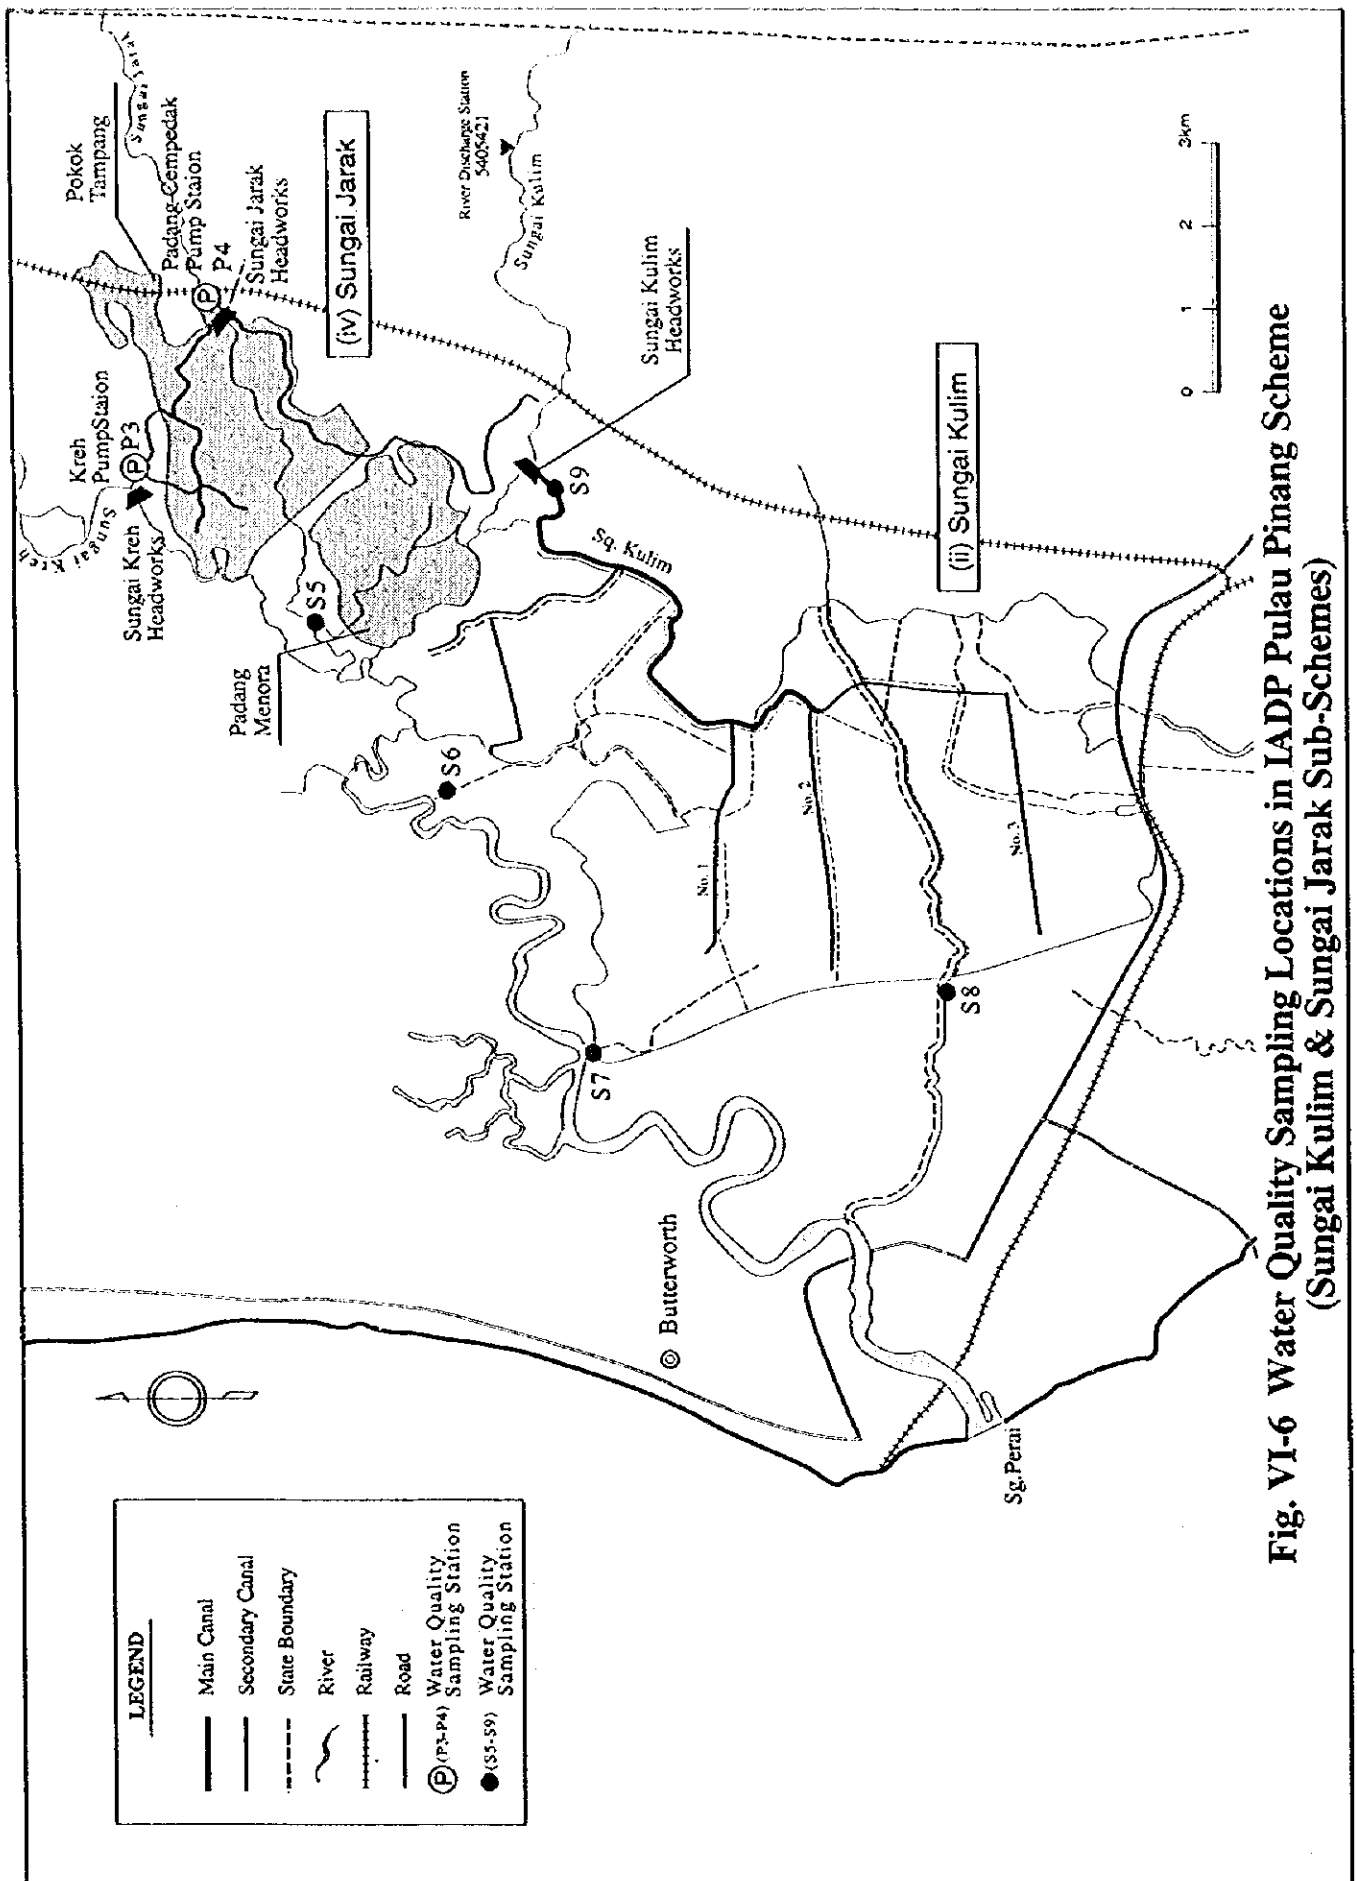 LEGEND
Main Canal
Secondary Canal
State Boundary
River
Railway
Road
P (P3-P4) Water Quality
Sampling Station
(S5-S9) Water Quality
Sampling Station
Sungai Kreh
Kreh
PumpStaion
P P3
Sungai Kreh
Headworks
Pokok
Tampang
Sungai Jarak
Padang Cempedak
Pump Staion
P P4
Sungai Jarak
Headworks
(iv) Sungai Jarak
S5
Padang
Menora
S6
River Discharge Station
5405421
Sungai Kulim
Sungai Kulim
Headworks
S9
Sq. Kulim
S7
Butterworth
No. 1
No. 2
No. 3
(ii) Sungai Kulim
S8
Sg.Perai
0 1 2 3km
Fig. VI-6 Water Quality Sampling Locations in IADP Pulau Pinang Scheme
(Sungai Kulim & Sungai Jarak Sub-Schemes)